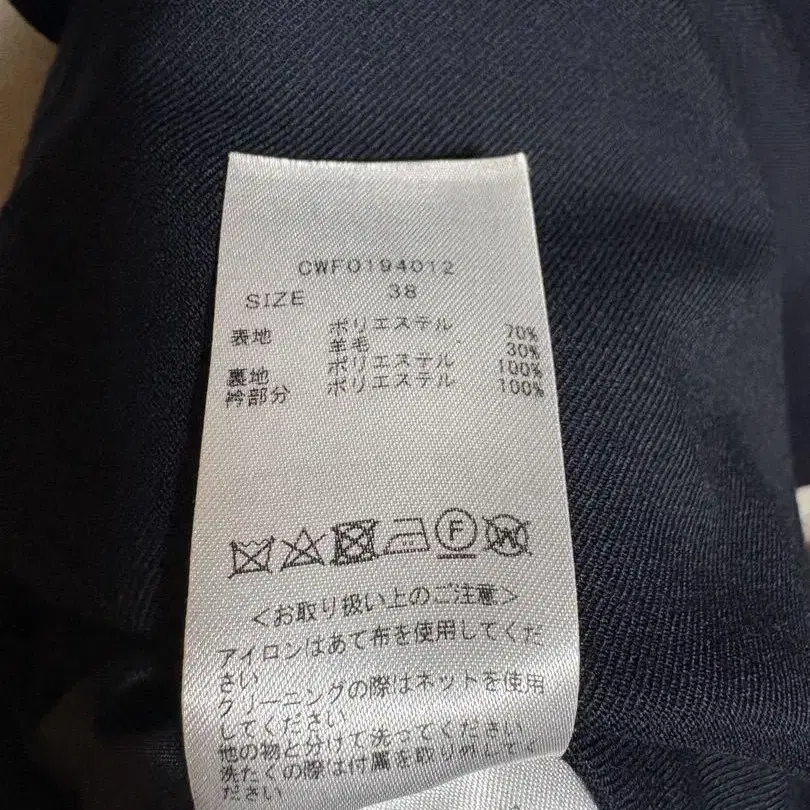 CWF0194012
SIZE 38
表地 ポリエステル 70%
羊毛 30%
裏地 ポリエステル 100%
衿部分 ポリエステル 100%
F W
<お取り扱い上のご注意>
アイロンはあて布を使用してくだ
さい
クリーニングの際はネットを使用
してください
他の物と分けて洗ってください
洗たくの際は付属を取り外してく
ださい